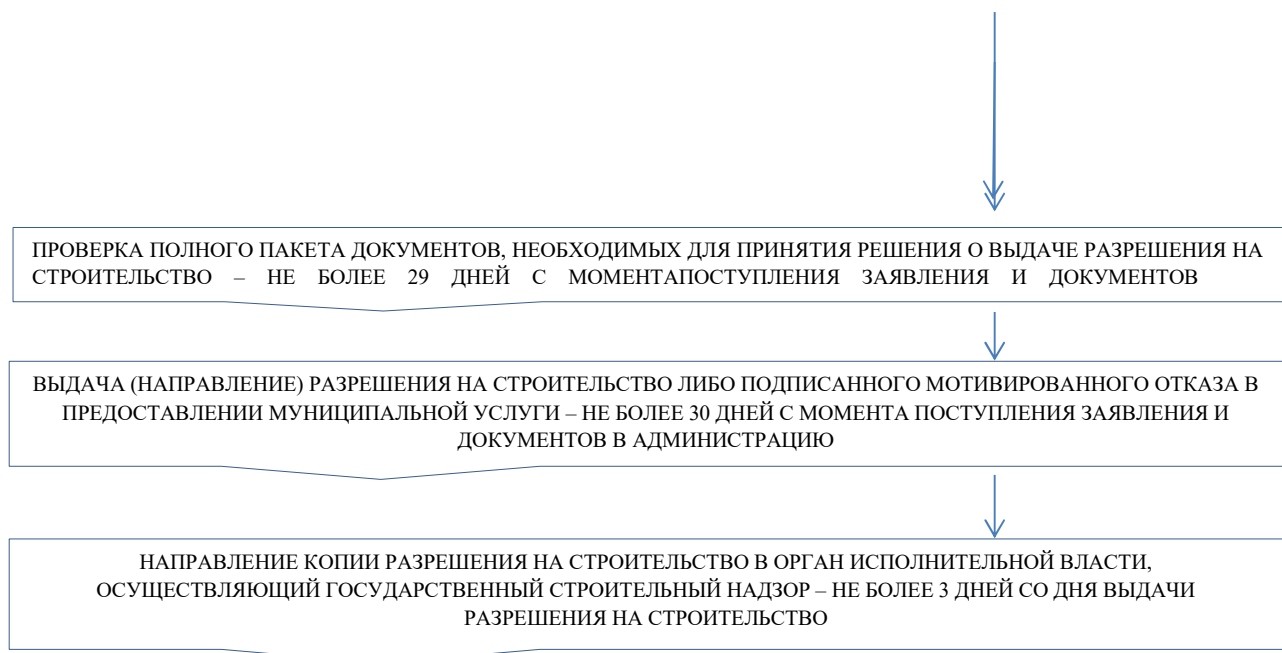 ПРОВЕРКА ПОЛНОГО ПАКЕТА ДОКУМЕНТОВ, НЕОБХОДИМЫХ ДЛЯ ПРИНЯТИЯ РЕШЕНИЯ О ВЫДАЧЕ РАЗРЕШЕНИЯ НА
СТРОИТЕЛЬСТВО – НЕ БОЛЕЕ 29 ДНЕЙ С МОМЕНТАПОСТУПЛЕНИЯ ЗАЯВЛЕНИЯ И ДОКУМЕНТОВ
ВЫДАЧА (НАПРАВЛЕНИЕ) РАЗРЕШЕНИЯ НА СТРОИТЕЛЬСТВО ЛИБО ПОДПИСАННОГО МОТИВИРОВАННОГО ОТКАЗА В
ПРЕДОСТАВЛЕНИИ МУНИЦИПАЛЬНОЙ УСЛУГИ – НЕ БОЛЕЕ 30 ДНЕЙ С МОМЕНТА ПОСТУПЛЕНИЯ ЗАЯВЛЕНИЯ И
ДОКУМЕНТОВ В АДМИНИСТРАЦИЮ
НАПРАВЛЕНИЕ КОПИИ РАЗРЕШЕНИЯ НА СТРОИТЕЛЬСТВО В ОРГАН ИСПОЛНИТЕЛЬНОЙ ВЛАСТИ,
ОСУЩЕСТВЛЯЮЩИЙ ГОСУДАРСТВЕННЫЙ СТРОИТЕЛЬНЫЙ НАДЗОР – НЕ БОЛЕЕ 3 ДНЕЙ СО ДНЯ ВЫДАЧИ
РАЗРЕШЕНИЯ НА СТРОИТЕЛЬСТВО